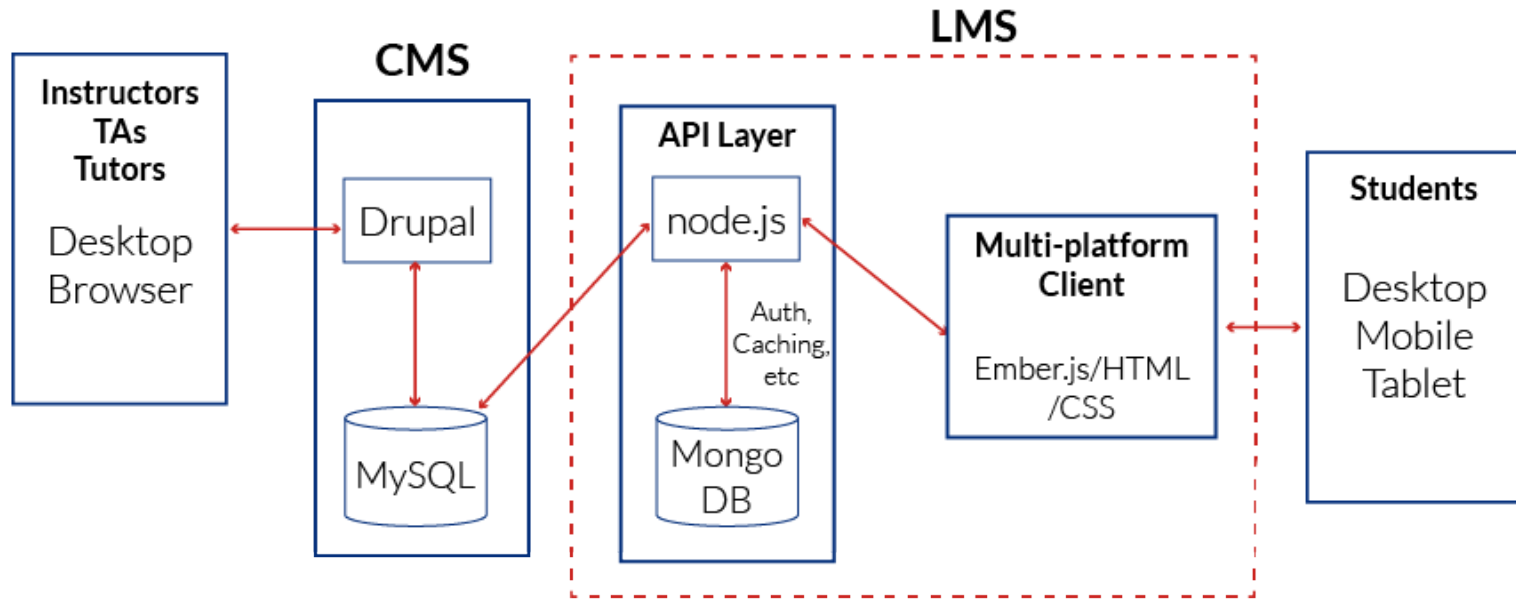 LMS
CMS
Instructors
TAs
Tutors
Desktop
Browser
Drupal
MySQL
API Layer
node.js
Auth,
Caching,
etc
Mongo
DB
Multi-platform
Client
Ember.js/HTML
/CSS
Students
Desktop
Mobile
Tablet